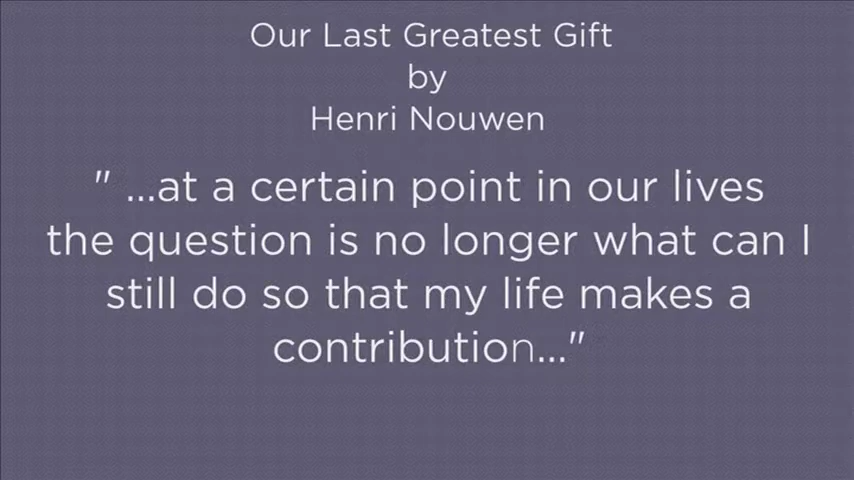 Our Last Greatest Gift
by
Henri Nouwen
" ...at a certain point in our lives
the question is no longer what can I
still do so that my life makes a
contribution..."